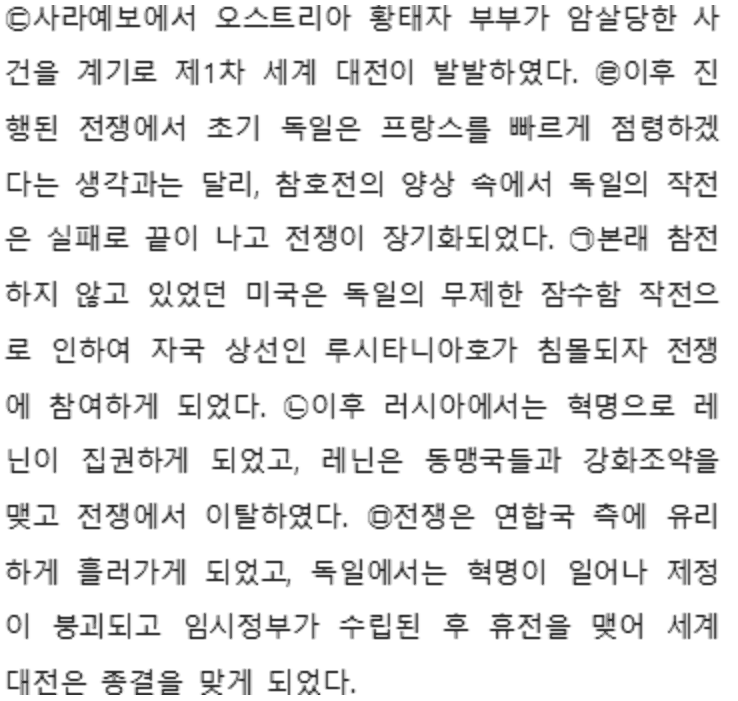 ㉢사라예보에서 오스트리아 황태자 부부가 암살당한 사
건을 계기로 제1차 세계 대전이 발발하였다. ㉣이후 진
행된 전쟁에서 초기 독일은 프랑스를 빠르게 점령하겠
다는 생각과는 달리, 참호전의 양상 속에서 독일의 작전
은 실패로 끝이 나고 전쟁이 장기화되었다. ㉠본래 참전
하지 않고 있었던 미국은 독일의 무제한 잠수함 작전으
로 인하여 자국 상선인 루시타니아호가 침몰되자 전쟁
에 참여하게 되었다. ㉡이후 러시아에서는 혁명으로 레
닌이 집권하게 되었고, 레닌은 동맹국들과 강화조약을
맺고 전쟁에서 이탈하였다. ㉤전쟁은 연합국 측에 유리
하게 흘러가게 되었고, 독일에서는 혁명이 일어나 제정
이 붕괴되고 임시정부가 수립된 후 휴전을 맺어 세계
대전은 종결을 맞게 되었다.